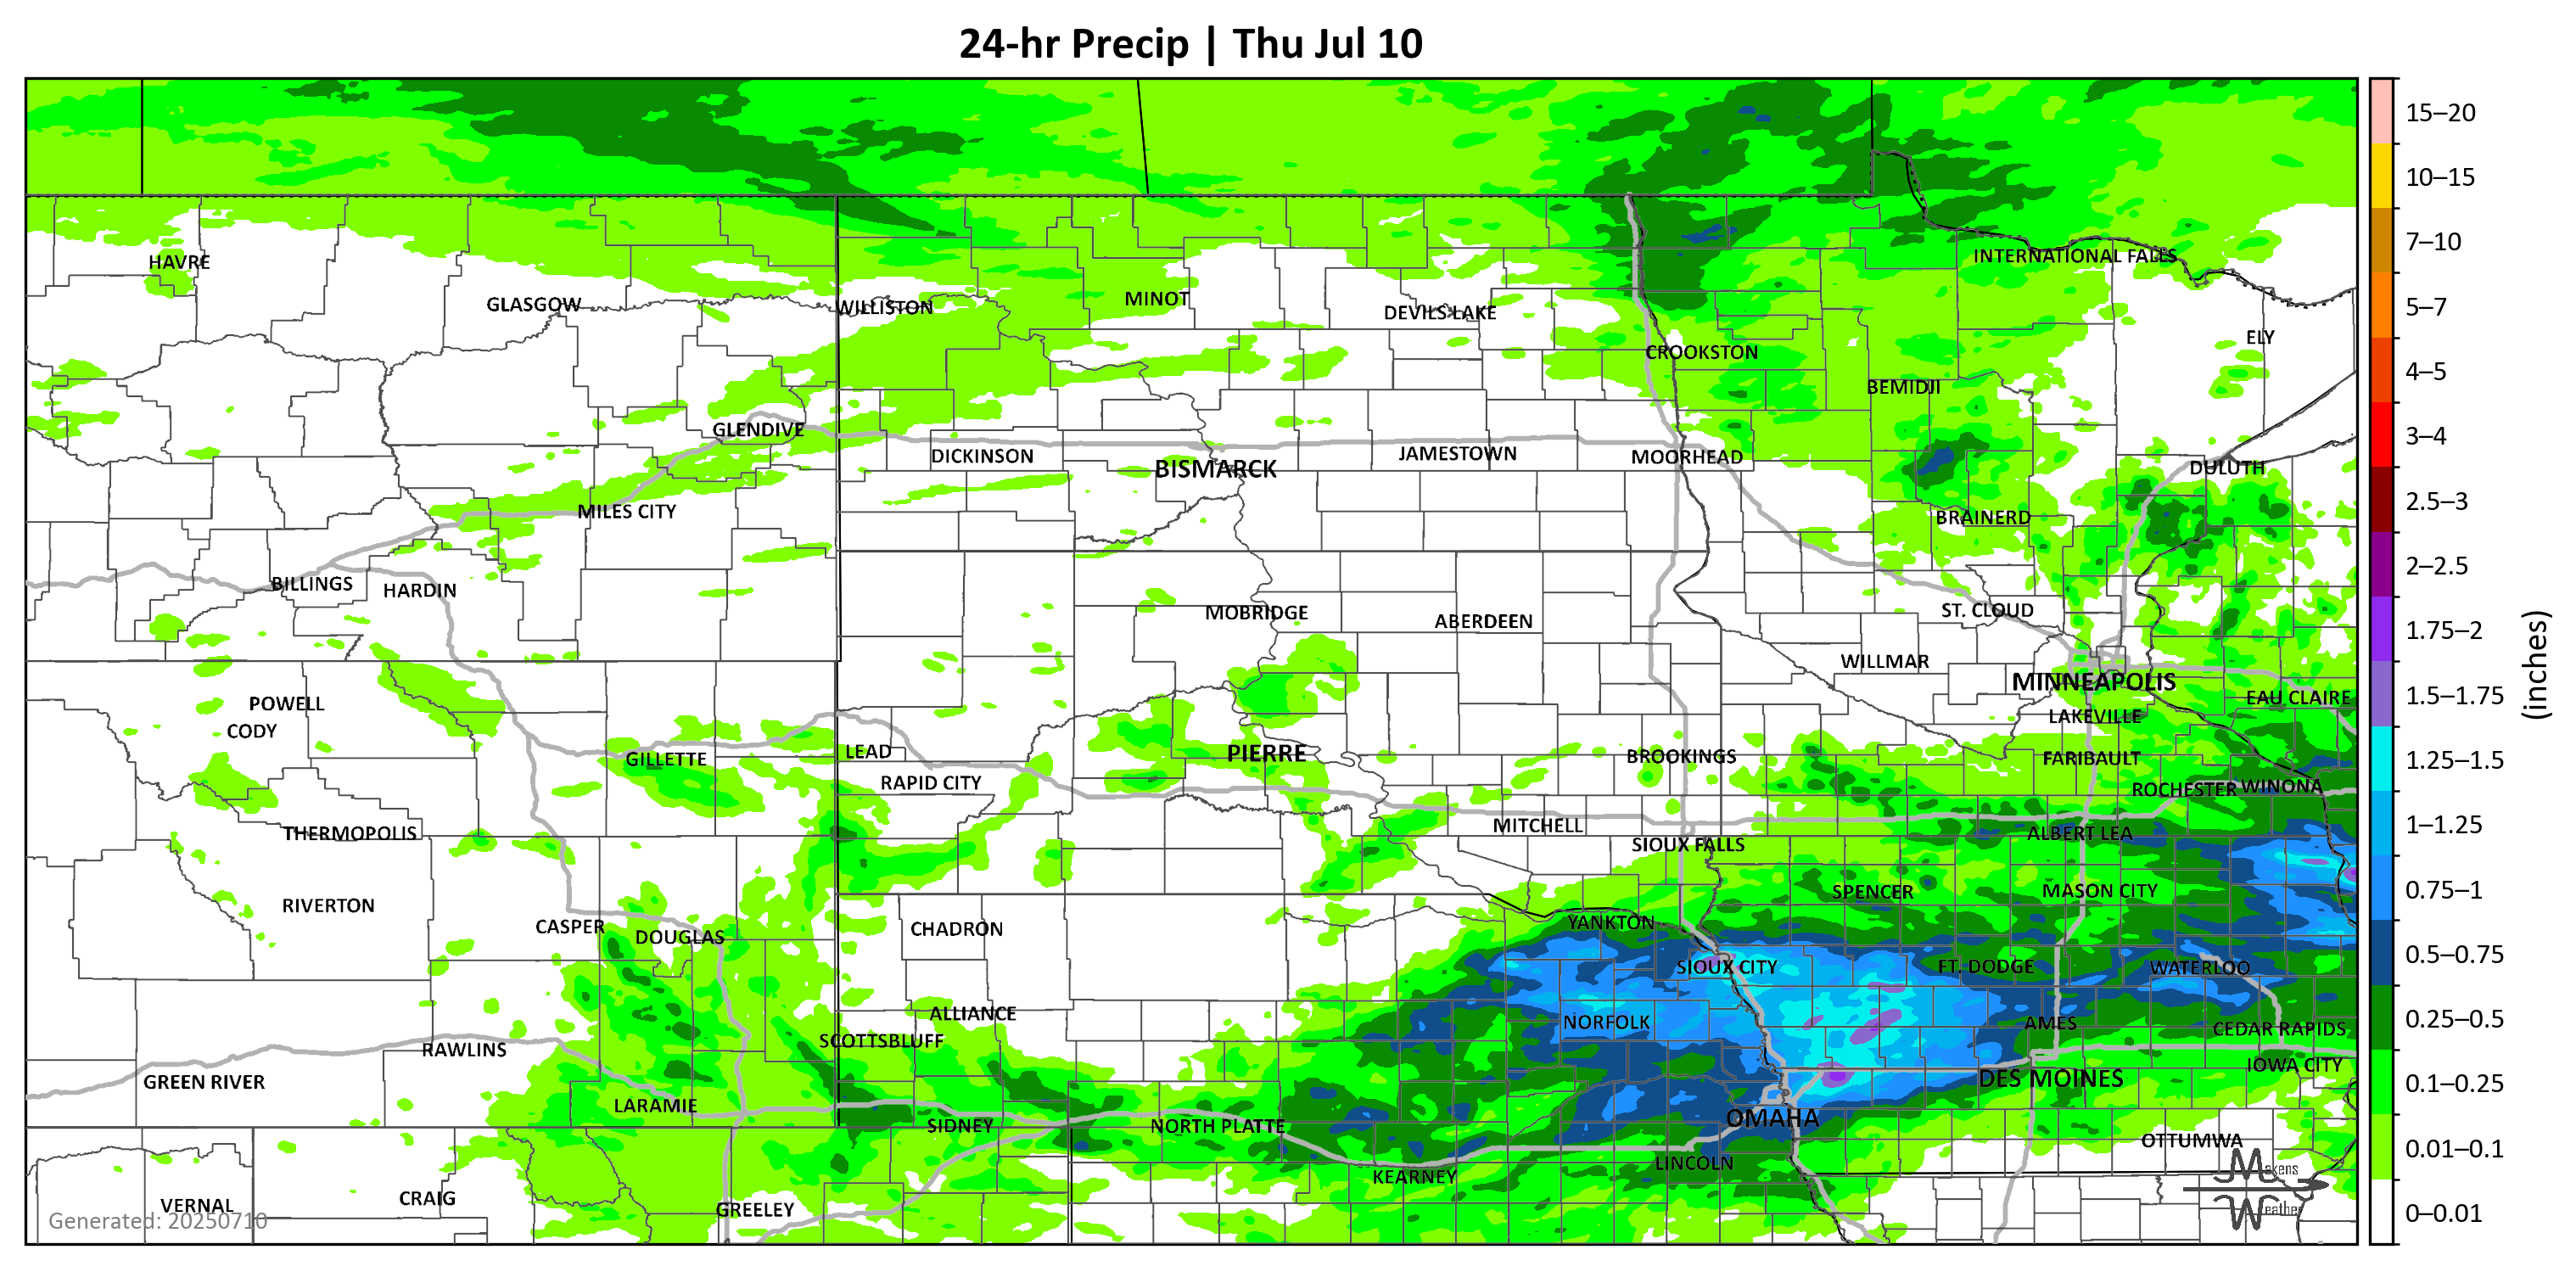 24-hr Precip | Thu Jul 10
15–20
10–15
7–10
5–7
4–5
3–4
2.5–3
2–2.5
1.75–2
1.5–1.75
1.25–1.5
1–1.25
0.75–1
0.5–0.75
0.25–0.5
0.1–0.25
0.01–0.1
0–0.01
(inches)
INTERNATIONAL FALLS
HAVRE
GLASGOW
WILLISTON
MINOT
DEVILS LAKE
ELY
CROOKSTON
BEMIDJI
GLENDIVE
DICKINSON
BISMARCK
JAMESTOWN
MOORHEAD
DULUTH
MILES CITY
BRAINERD
BILLINGS
HARDIN
MOBRIDGE
ABERDEEN
ST. CLOUD
WILLMAR
MINNEAPOLIS
EAU CLAIRE
POWELL
CODY
LAKEVILLE
GILLETTE
LEAD
PIERRE
BROOKINGS
FARIBAULT
RAPID CITY
ROCHESTER
WINONA
THERMOPOLIS
MITCHELL
SIOUX FALLS
ALBERT LEA
SPENCER
MASON CITY
RIVERTON
CASPER
DOUGLAS
CHADRON
YANKTON
SIOUX CITY
FT. DODGE
WATERLOO
ALLIANCE
NORFOLK
AMES
CEDAR RAPIDS
RAWLINS
SCOTTSBLUFF
IOWA CITY
GREEN RIVER
DES MOINES
LARAMIE
SIDNEY
NORTH PLATTE
OMAHA
OTTUMWA
KEARNEY
LINCOLN
VERNAL
CRAIG
GREELEY
Generated: 20250710
Makens
Weather